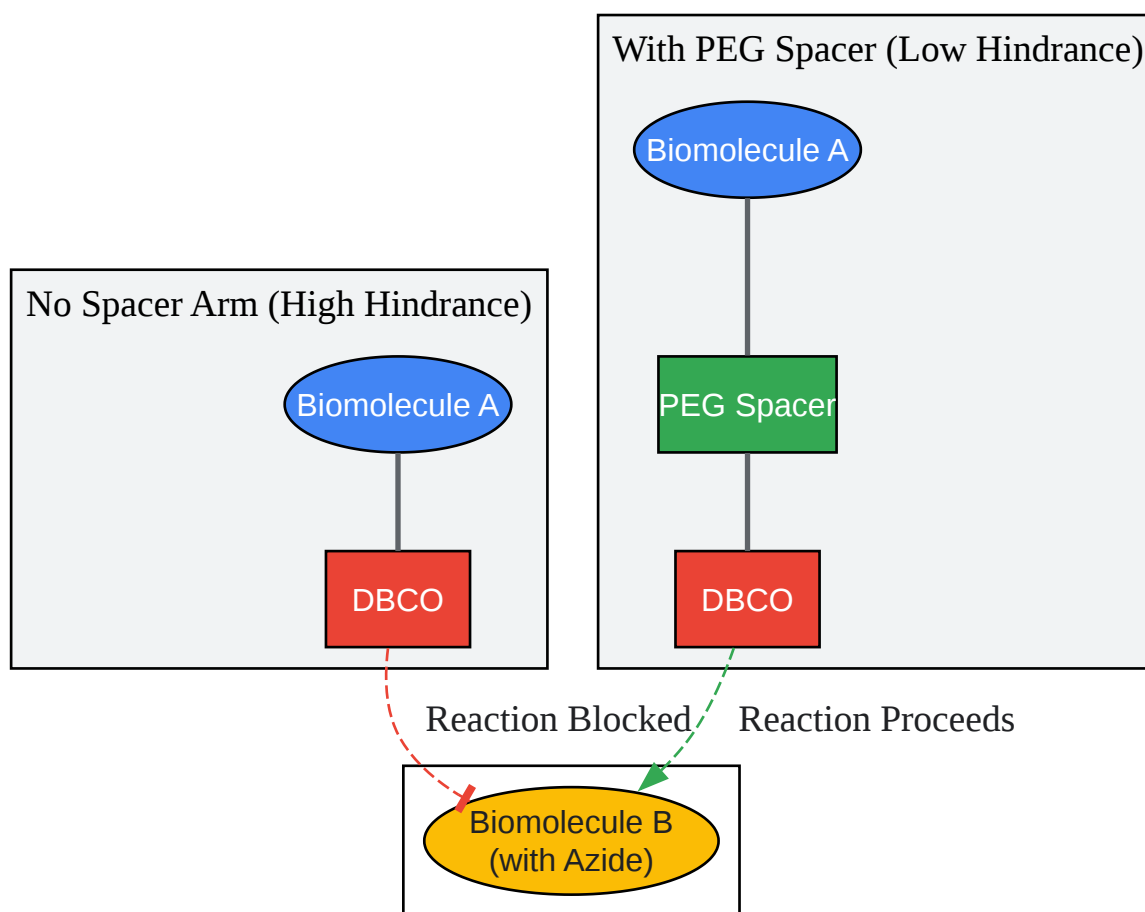 With PEG Spacer (Low Hindrance)
Biomolecule A
No Spacer Arm (High Hindrance)
Biomolecule A
PEG Spacer
DBCO
DBCO
Reaction Blocked
Reaction Proceeds
Biomolecule B
(with Azide)